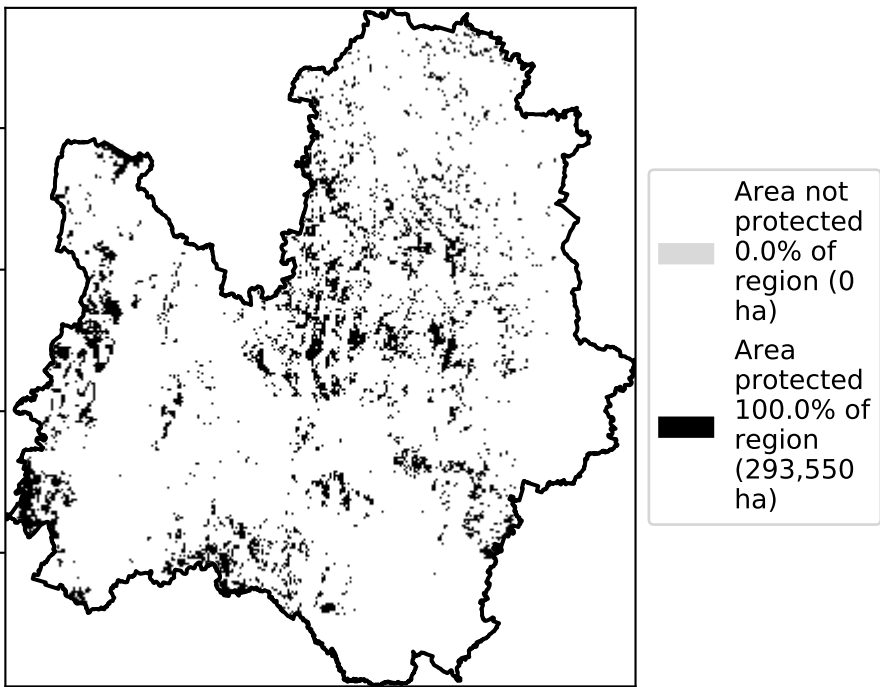 Area not
protected
0.0% of
region (0
ha)
Area
protected
100.0% of
region
(293,550
ha)